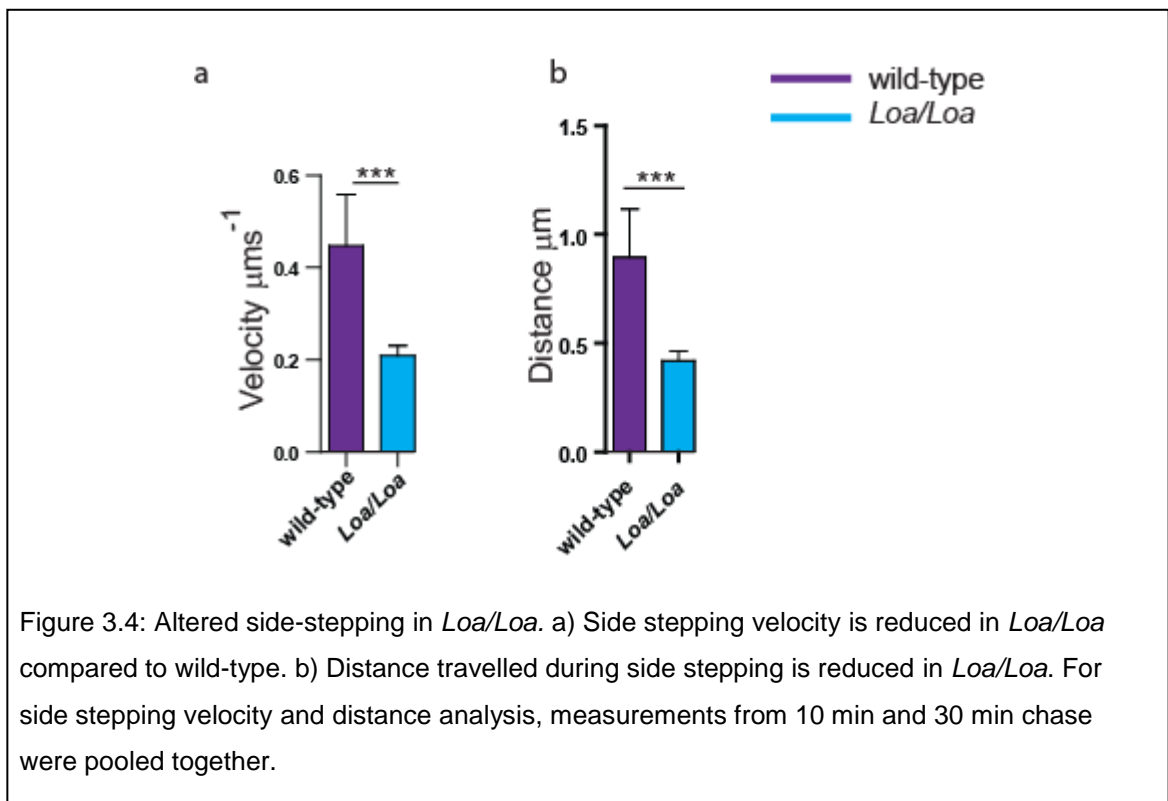 a
b
wild-type
Loa/Loa
Velocity μms-1
0.6
0.4
0.2
0.0
***
wild-type
Loa/Loa
Distance μm
1.5
1.0
0.5
0.0
***
wild-type
Loa/Loa
Figure 3.4: Altered side-stepping in Loa/Loa. a) Side stepping velocity is reduced in Loa/Loa
compared to wild-type. b) Distance travelled during side stepping is reduced in Loa/Loa. For
side stepping velocity and distance analysis, measurements from 10 min and 30 min chase
were pooled together.